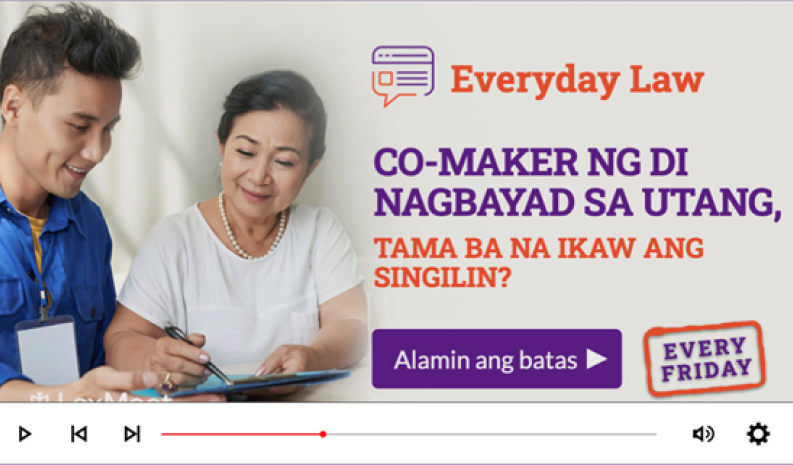 Everyday Law
CO-MAKER NG DI
NAGBAYAD SA UTANG,
TAMA BA NA IKAW ANG
SINGILIN?
Alamin ang batas
EVERY
FRIDAY
LexMeet